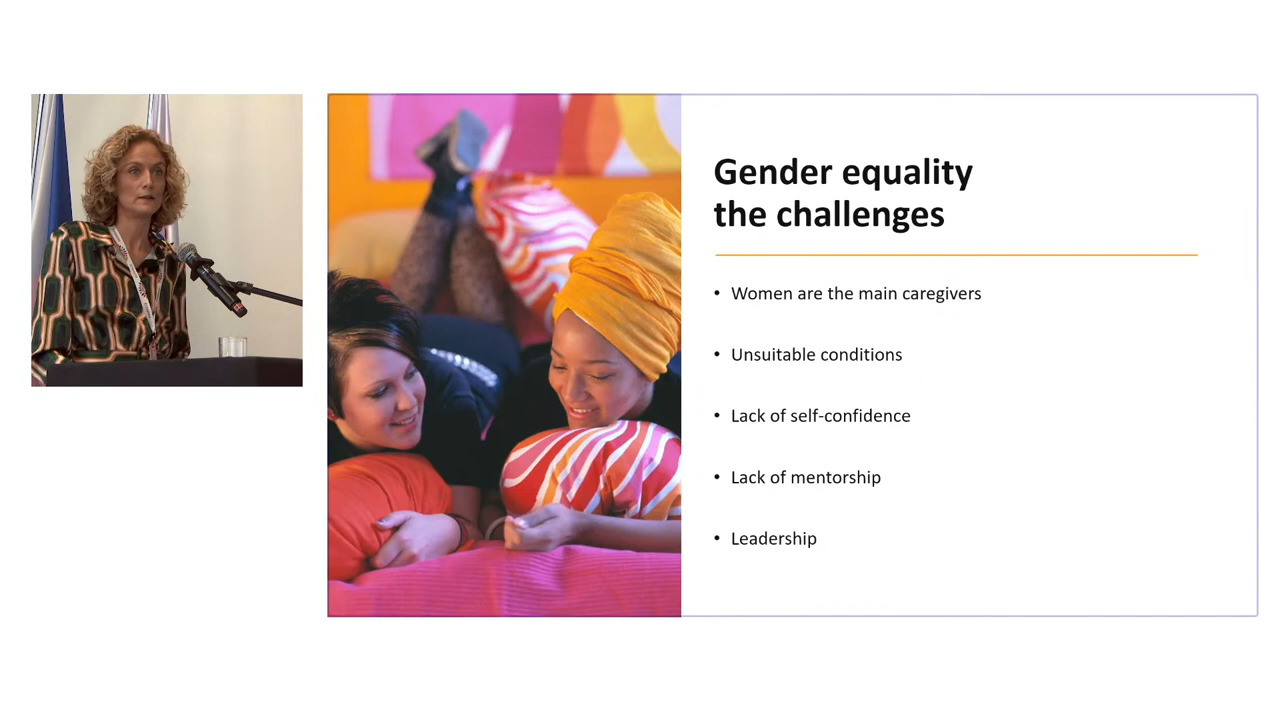 Gender equality
the challenges
• Women are the main caregivers
• Unsuitable conditions
• Lack of self-confidence
• Lack of mentorship
• Leadership